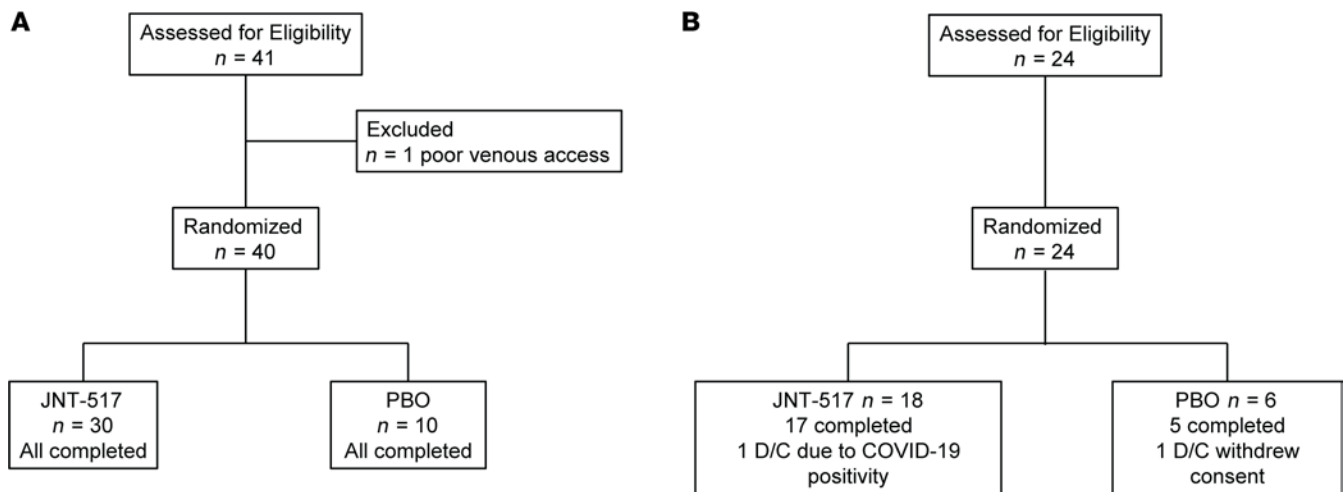 A
Assessed for Eligibility
n = 41
Excluded
n = 1 poor venous access
Randomized
n = 40
JNT-517
n = 30
All completed
PBO
n = 10
All completed
B
Assessed for Eligibility
n = 24
Randomized
n = 24
JNT-517 n = 18
17 completed
1 D/C due to COVID-19
positivity
PBO n = 6
5 completed
1 D/C withdrew
consent